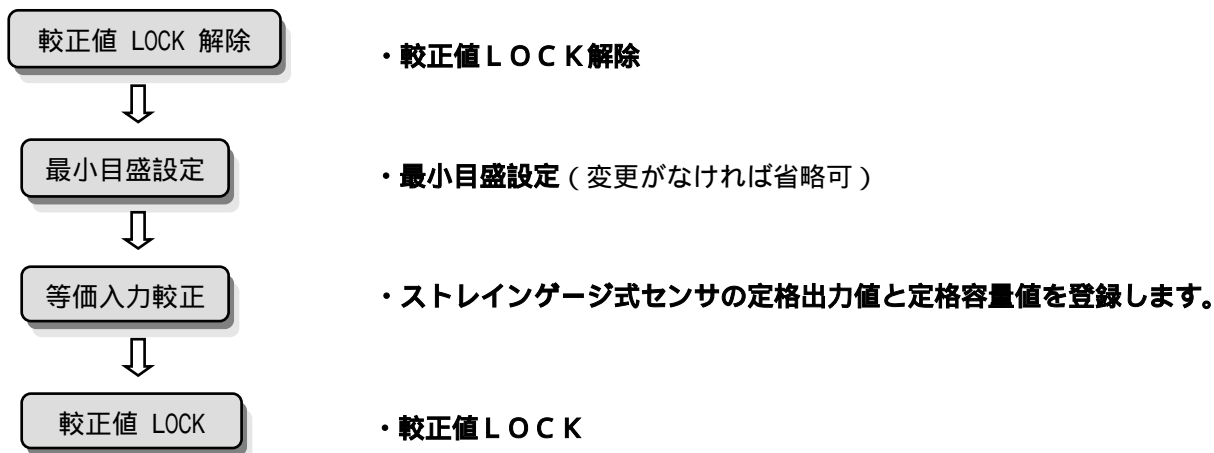 較正値 LOCK 解除
・較正値ＬＯＣＫ解除
最小目盛設定
・最小目盛設定（変更がなければ省略可）
等価入力較正
・ストレインゲージ式センサの定格出力値と定格容量値を登録します。
較正値 LOCK
・較正値ＬＯＣＫ